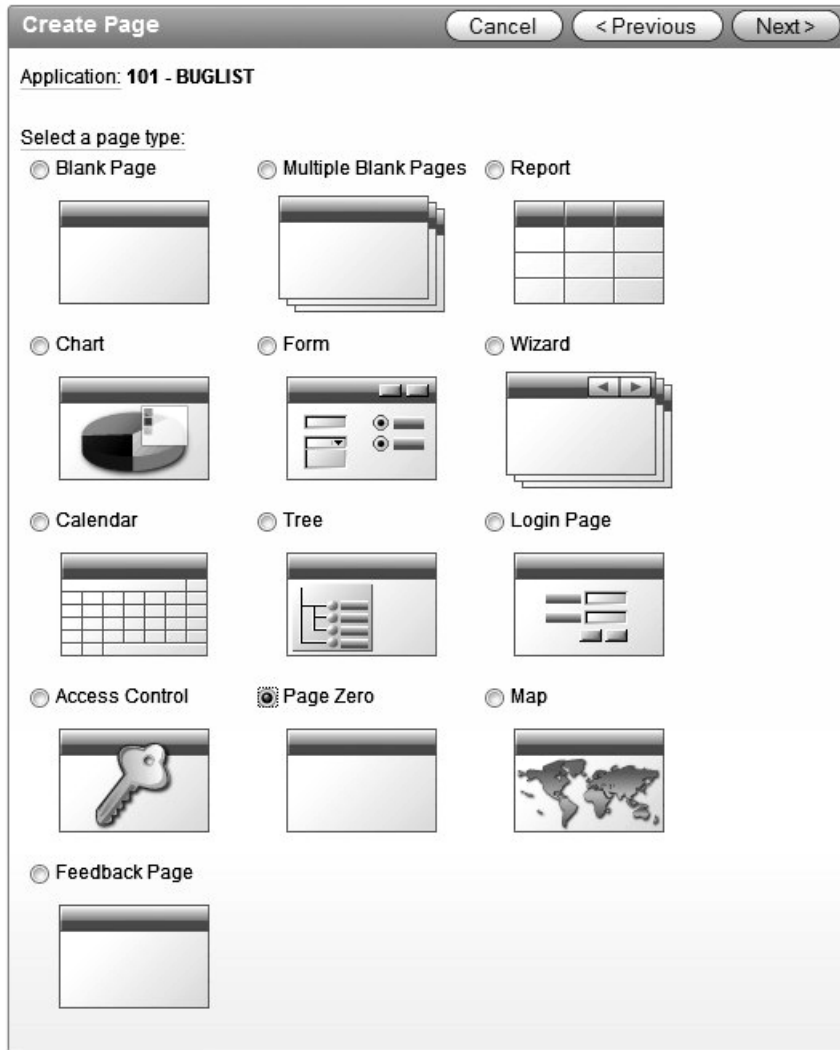 Create Page
Cancel
< Previous
Next >
Application: 101 - BUGLIST
Select a page type:
Blank Page
Multiple Blank Pages
Report
Chart
Form
Wizard
Calendar
Tree
Login Page
Access Control
Page Zero
Map
Feedback Page